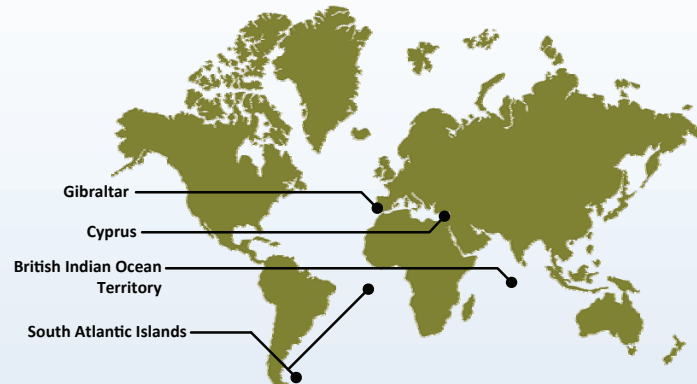 Gibraltar
Cyprus
British Indian Ocean
Territory
South Atlantic Islands